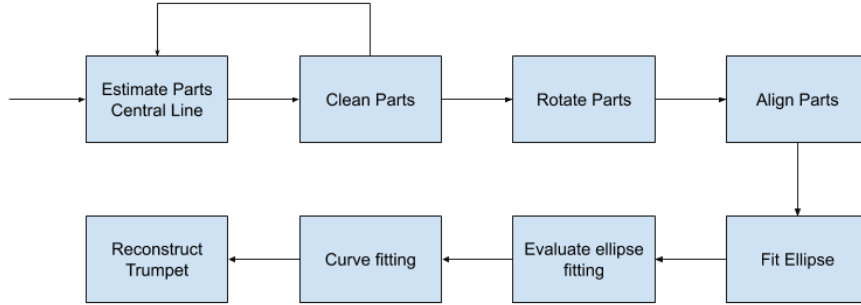 Estimate Parts
Central Line
Clean Parts
Rotate Parts
Align Parts
Reconstruct
Trumpet
Curve fitting
Evaluate ellipse
fitting
Fit Ellipse